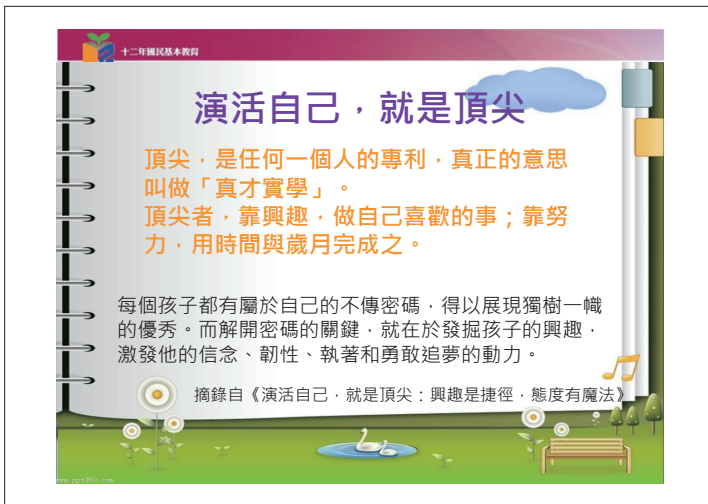 十二年國民基本教育
演活自己，就是頂尖
頂尖，是任何一個人的專利，真正的意思
叫做「真才實學」。
頂尖者，靠興趣，做自己喜歡的事；靠努
力，用時間與歲月完成之。
每個孩子都有屬於自己的不傳密碼，得以展現獨樹一幟
的優秀。而解開密碼的關鍵，就在於發掘孩子的興趣，
激發他的信念、韌性、執著和勇敢追夢的動力。
摘錄自《演活自己，就是頂尖：興趣是捷徑，態度有魔法》
www.ppt360.com